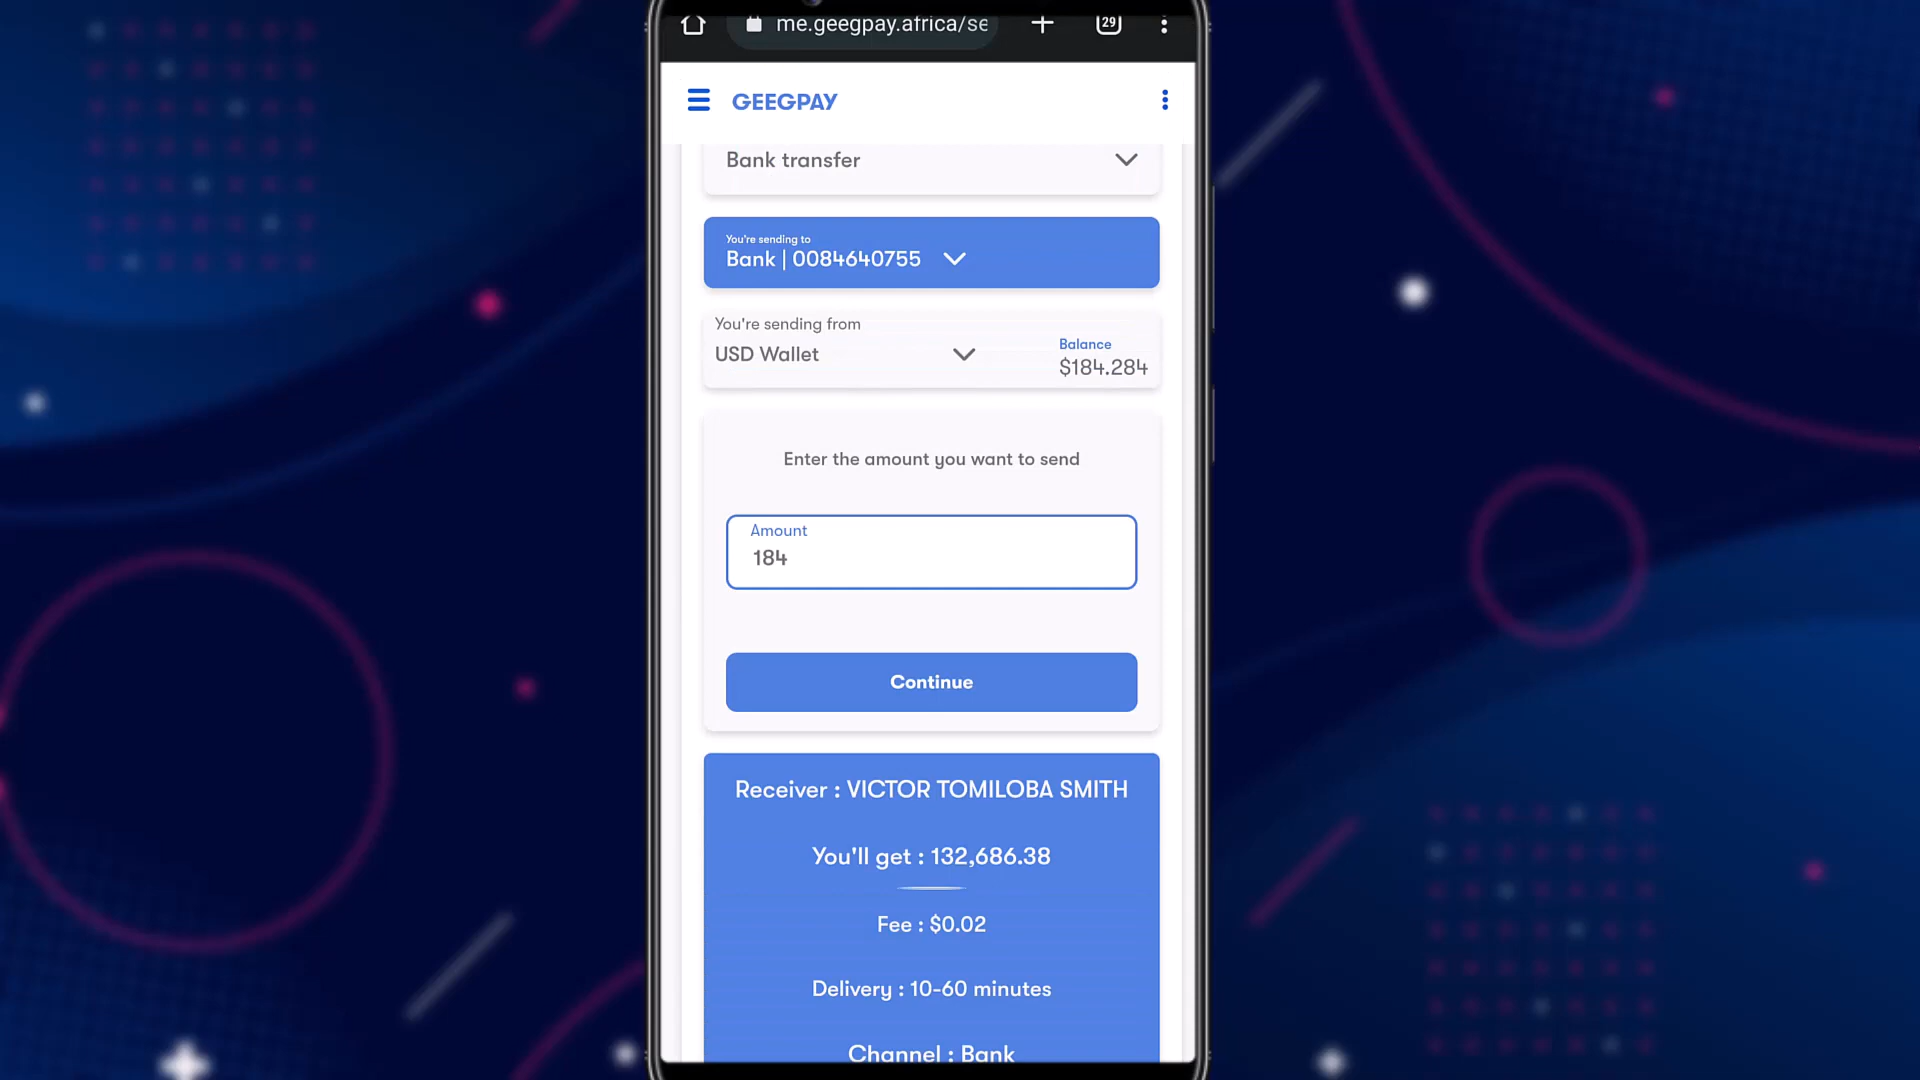 me.geegpay.africa/se
29
GEEGPAY
Bank transfer
You're sending to
Bank | 0084640755
You're sending from
USD Wallet
Balance
$184.284
Enter the amount you want to send
Amount
184
Continue
Receiver : VICTOR TOMILOBA SMITH
You'll get : 132,686.38
Fee : $0.02
Delivery : 10-60 minutes
Channel : Bank